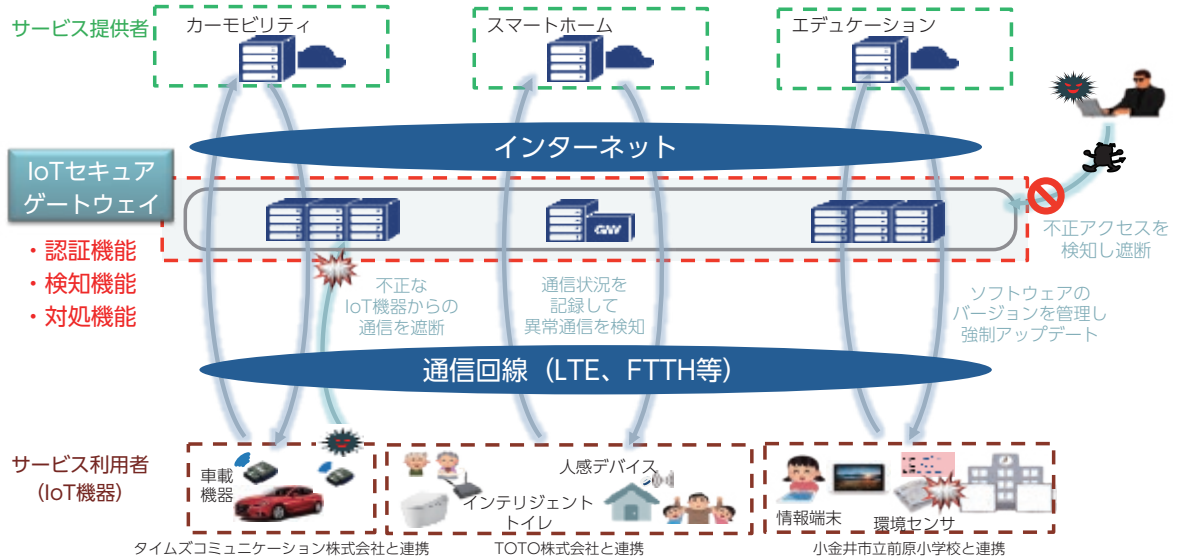 サービス提供者
カーモビリティ
スマートホーム
エデュケーション
インターネット
IoTセキュア
ゲートウェイ
・認証機能
・検知機能
・対処機能
GW
不正アクセスを
検知し遮断
不正な
IoT機器からの
通信を遮断
通信状況を
記録して
異常通信を検知
ソフトウェアの
バージョンを管理し
強制アップデート
通信回線（LTE、FTTH等）
サービス利用者
（IoT機器）
車載
機器
人感デバイス
インテリジェント
トイレ
情報端末
環境センサ
タイムズコミュニケーション株式会社と連携
TOTO株式会社と連携
小金井市立前原小学校と連携